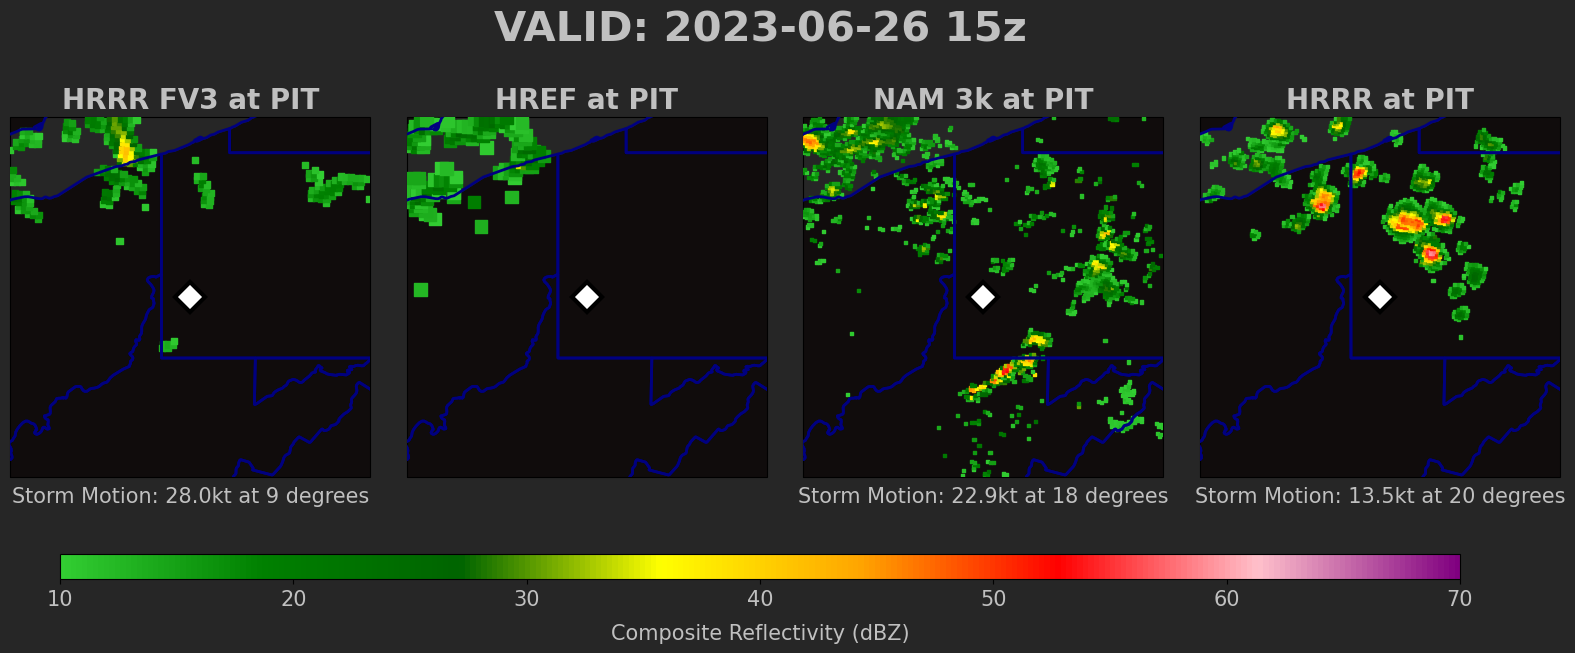 VALID: 2023-06-26 15z
HRRR FV3 at PIT
HREF at PIT
NAM 3k at PIT
HRRR at PIT
Storm Motion: 28.0kt at 9 degrees
Storm Motion: 22.9kt at 18 degrees
Storm Motion: 13.5kt at 20 degrees
10 20 30 40 50 60 70
Composite Reflectivity (dBZ)